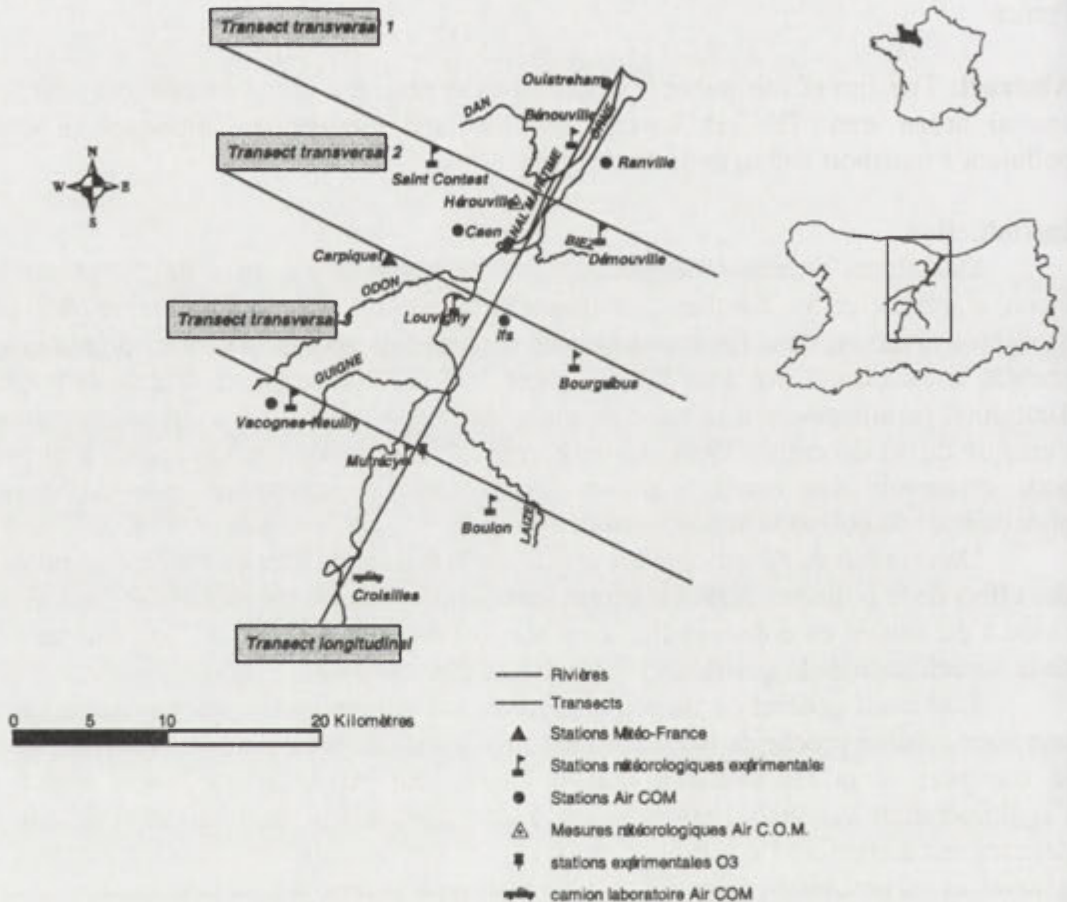 Transect transversal 1
Ouistreham
DAN
Bénouville
ORNE
Transect transversal 2
N
W E
S
Saint Contest
Ranville
CANAL MARITIME
Hérouville
Caen
BIEZ
Démouville
Carpiquet
ODON
Louvigny
Ifs
Transect transversal 3
GUIGNE
Bourguébus
Vacognes-Neuilly
Mutrécy
LAIZE
Boulon
Croisilles
Transect longitudinal
Rivières
Transects
0 5 10 20 Kilomètres
Stations Météo-France
Stations météorologiques expérimentales
Stations Air COM
Mesures météorologiques Air C.O.M.
stations expérimentales O3
camion laboratoire Air COM